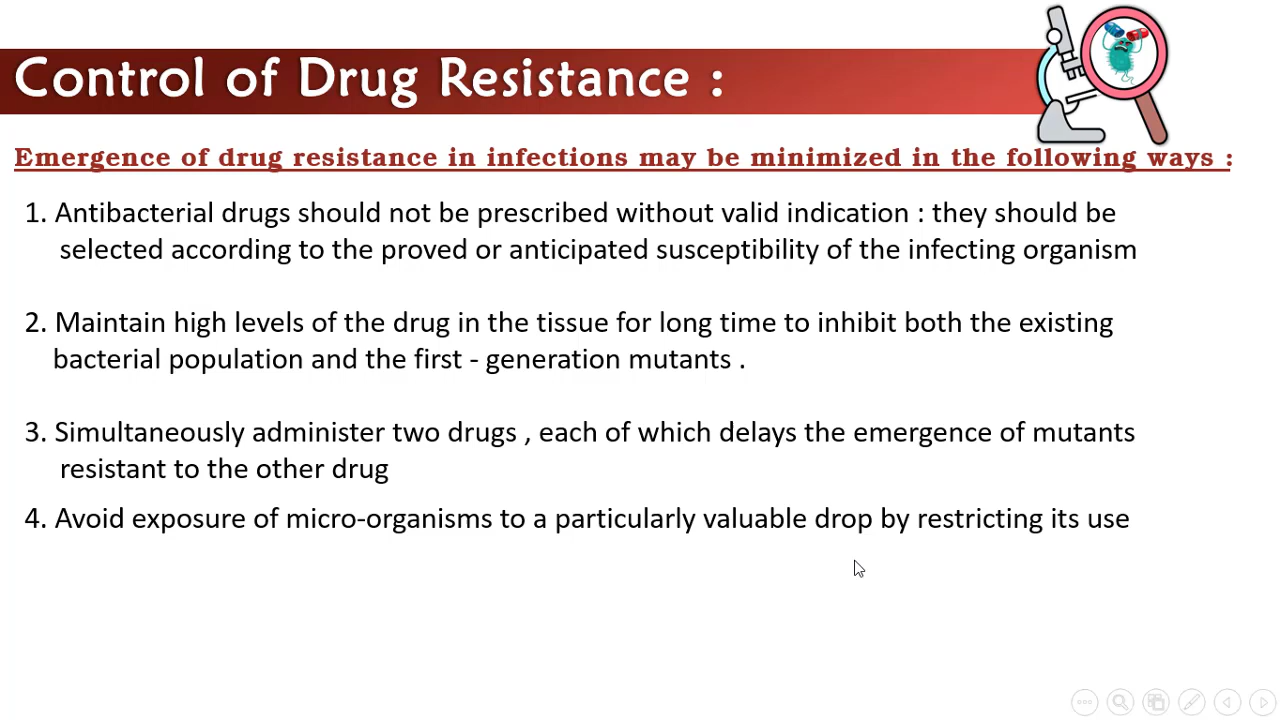 Control of Drug Resistance :
Emergence of drug resistance in infections may be minimized in the following ways :
1. Antibacterial drugs should not be prescribed without valid indication : they should be
selected according to the proved or anticipated susceptibility of the infecting organism
2. Maintain high levels of the drug in the tissue for long time to inhibit both the existing
bacterial population and the first - generation mutants .
3. Simultaneously administer two drugs , each of which delays the emergence of mutants
resistant to the other drug
4. Avoid exposure of micro-organisms to a particularly valuable drop by restricting its use